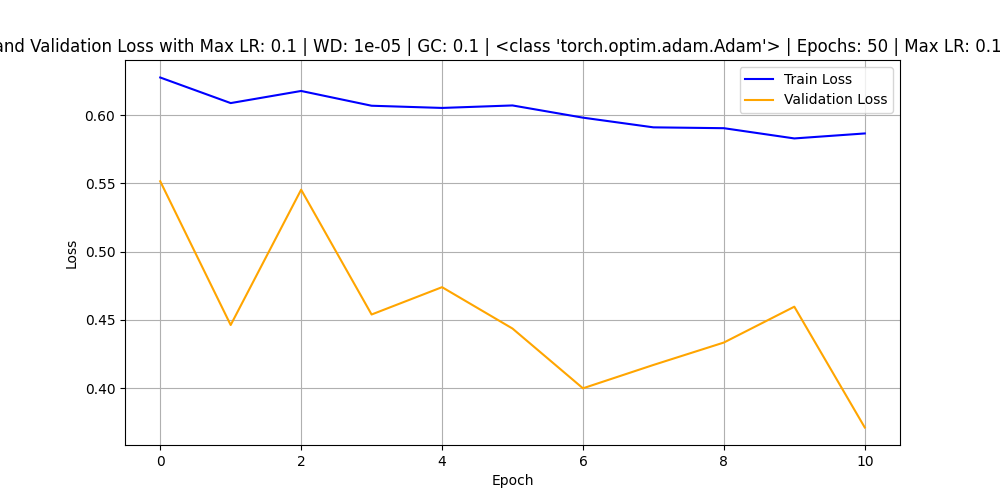 and Validation Loss with Max LR: 0.1 | WD: 1e-05 | GC: 0.1 | <class 'torch.optim.adam.Adam'> | Epochs: 50 | Max LR: 0.1
Train Loss
Validation Loss
0.60
0.55
0.50
0.45
0.40
Loss
0 2 4 6 8 10
Epoch